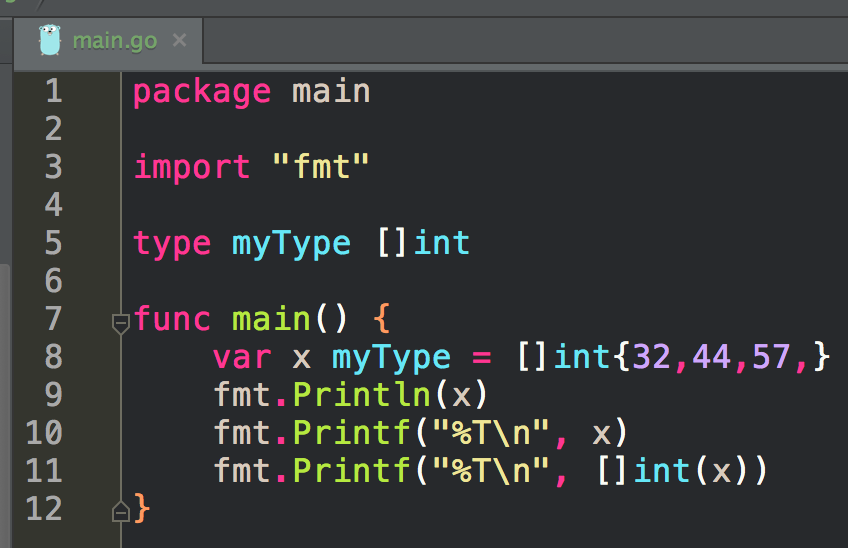 main.go ×
1 package main
2
3 import "fmt"
4
5 type myType []int
6
7 func main() {
8     var x myType = []int{32,44,57,}
9     fmt.Println(x)
10     fmt.Printf("%T\n", x)
11     fmt.Printf("%T\n", []int(x))
12 }